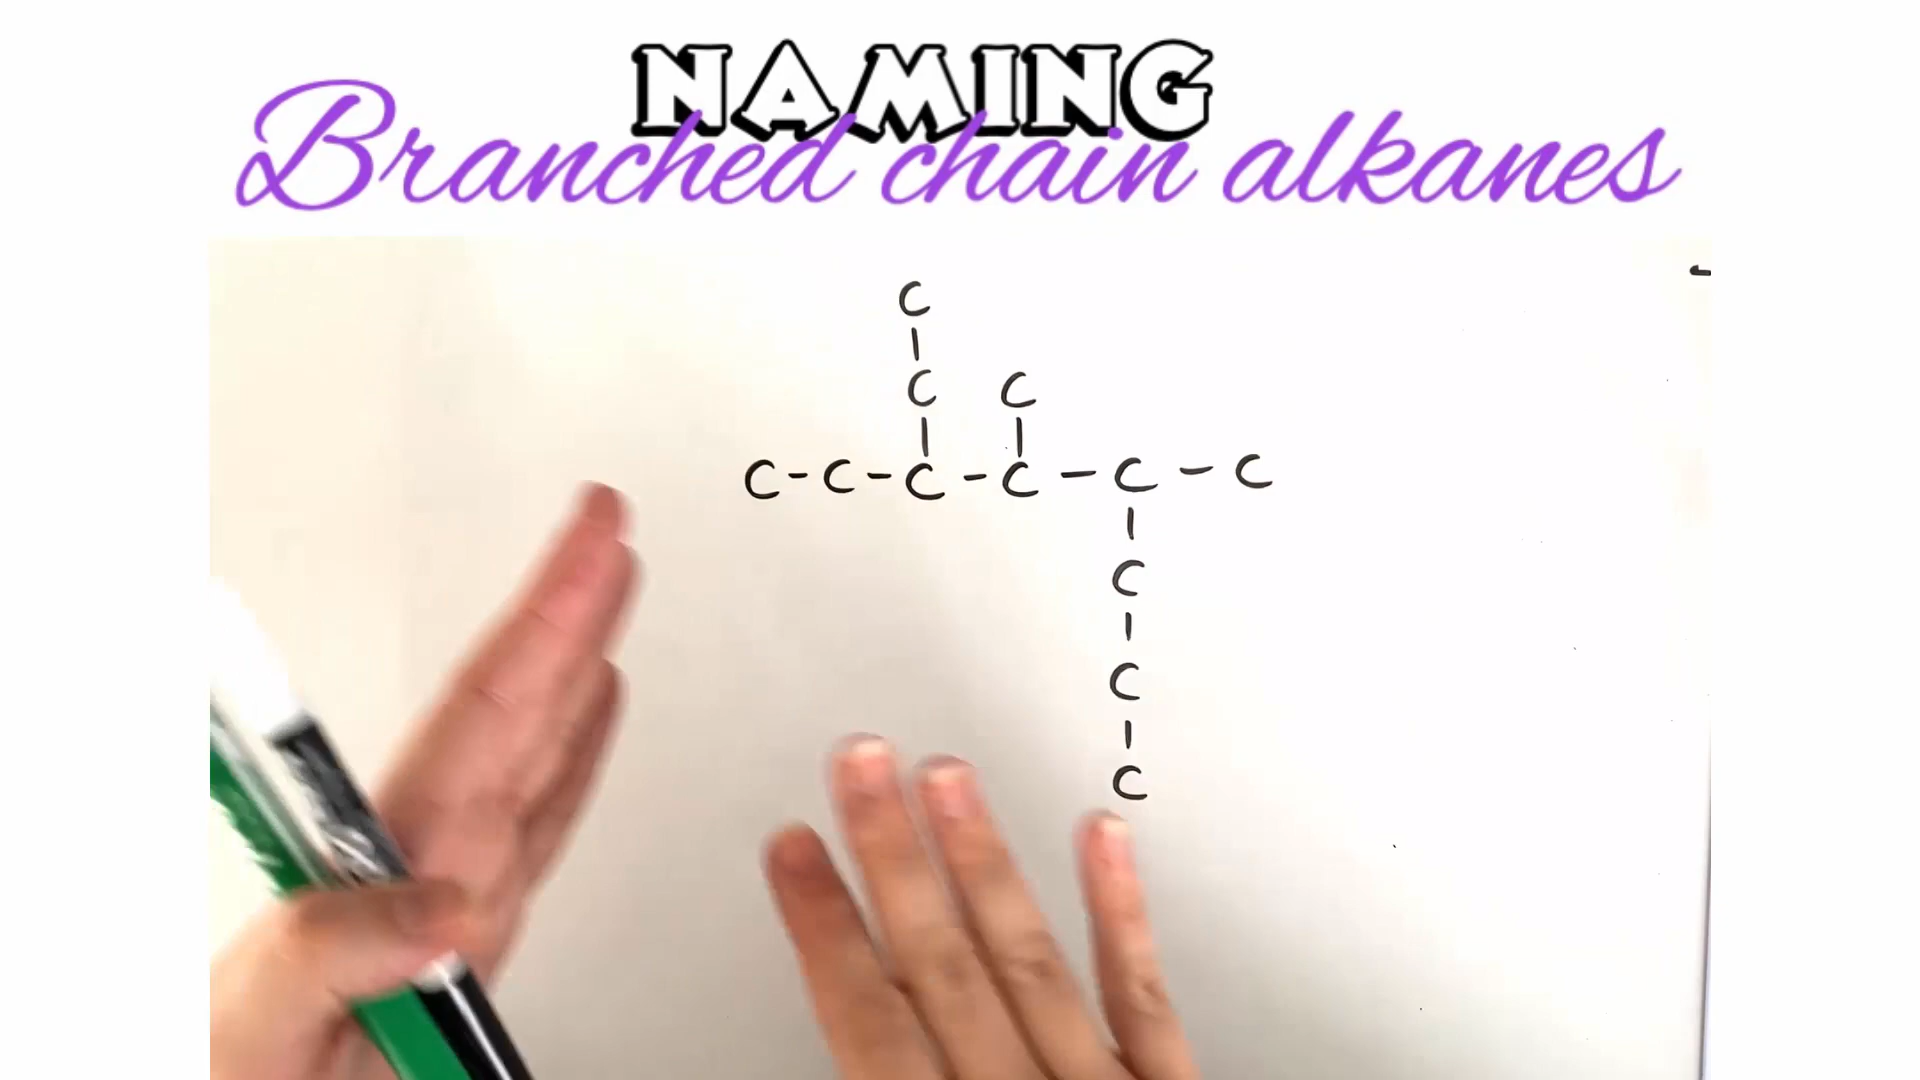 NAMING
Branched chain alkanes
C
C C
C-C-C-C-C-C
C
C
C